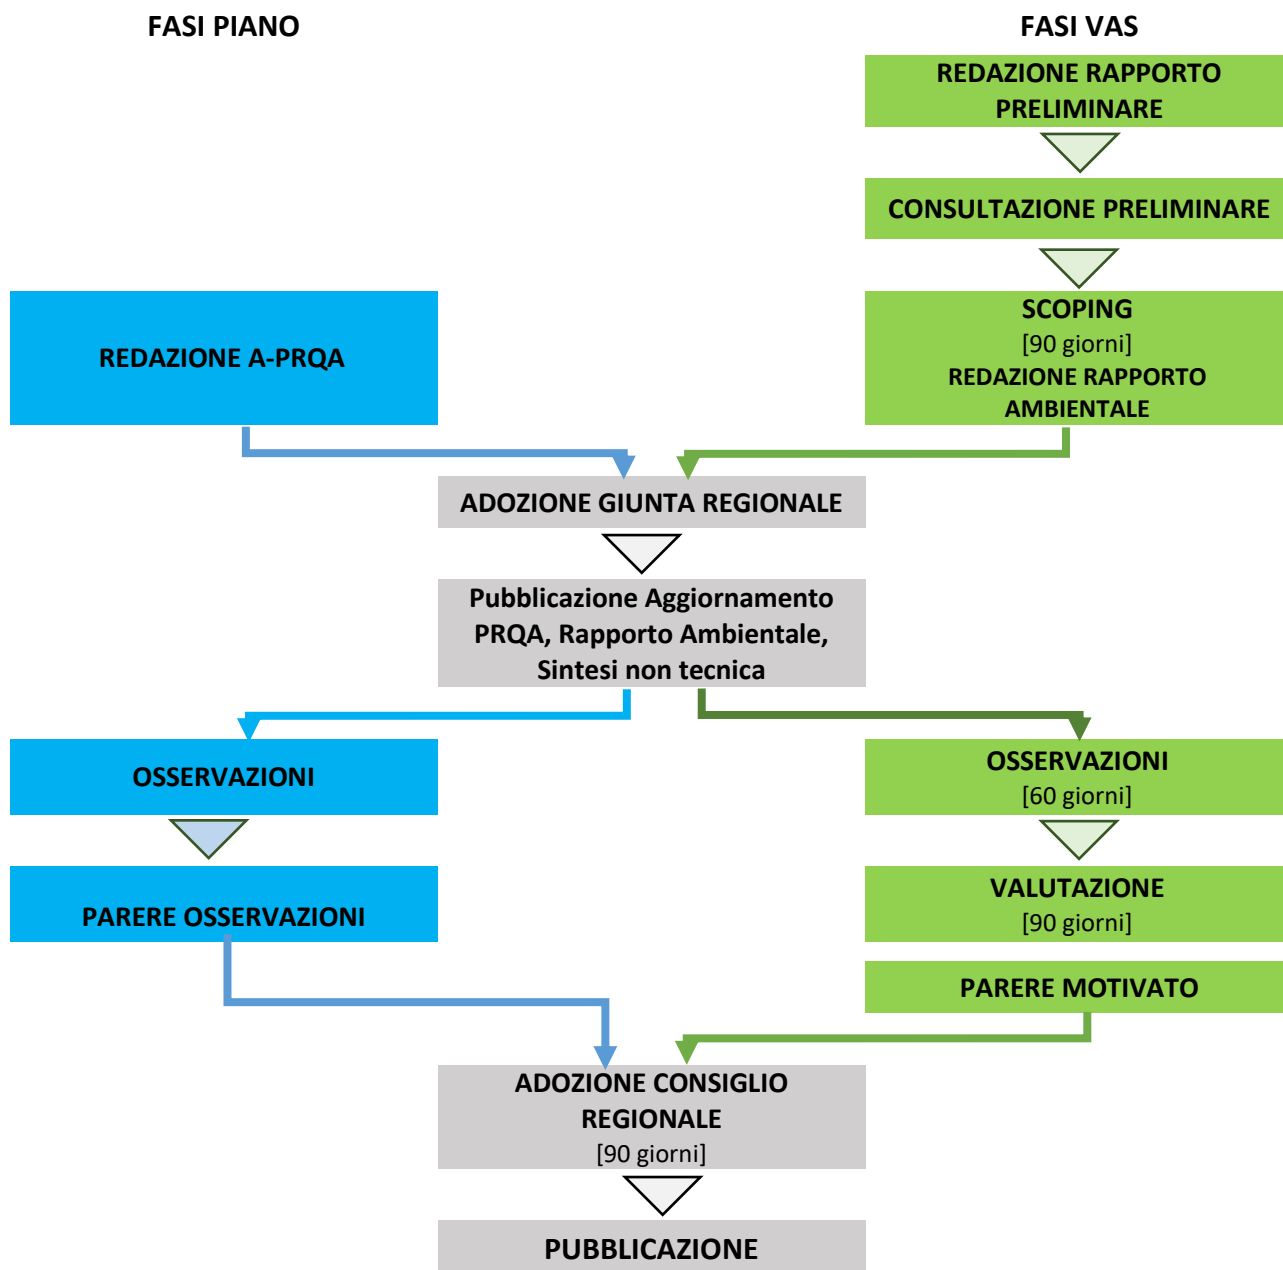 FASI PIANO
FASI VAS
REDAZIONE RAPPORTO
PRELIMINARE
CONSULTAZIONE PRELIMINARE
REDAZIONE A-PRQA
SCOPING
[90 giorni]
REDAZIONE RAPPORTO
AMBIENTALE
ADOZIONE GIUNTA REGIONALE
Pubblicazione Aggiornamento
PRQA, Rapporto Ambientale,
Sintesi non tecnica
OSSERVAZIONI
OSSERVAZIONI
[60 giorni]
PARERE OSSERVAZIONI
VALUTAZIONE
[90 giorni]
PARERE MOTIVATO
ADOZIONE CONSIGLIO
REGIONALE
[90 giorni]
PUBBLICAZIONE